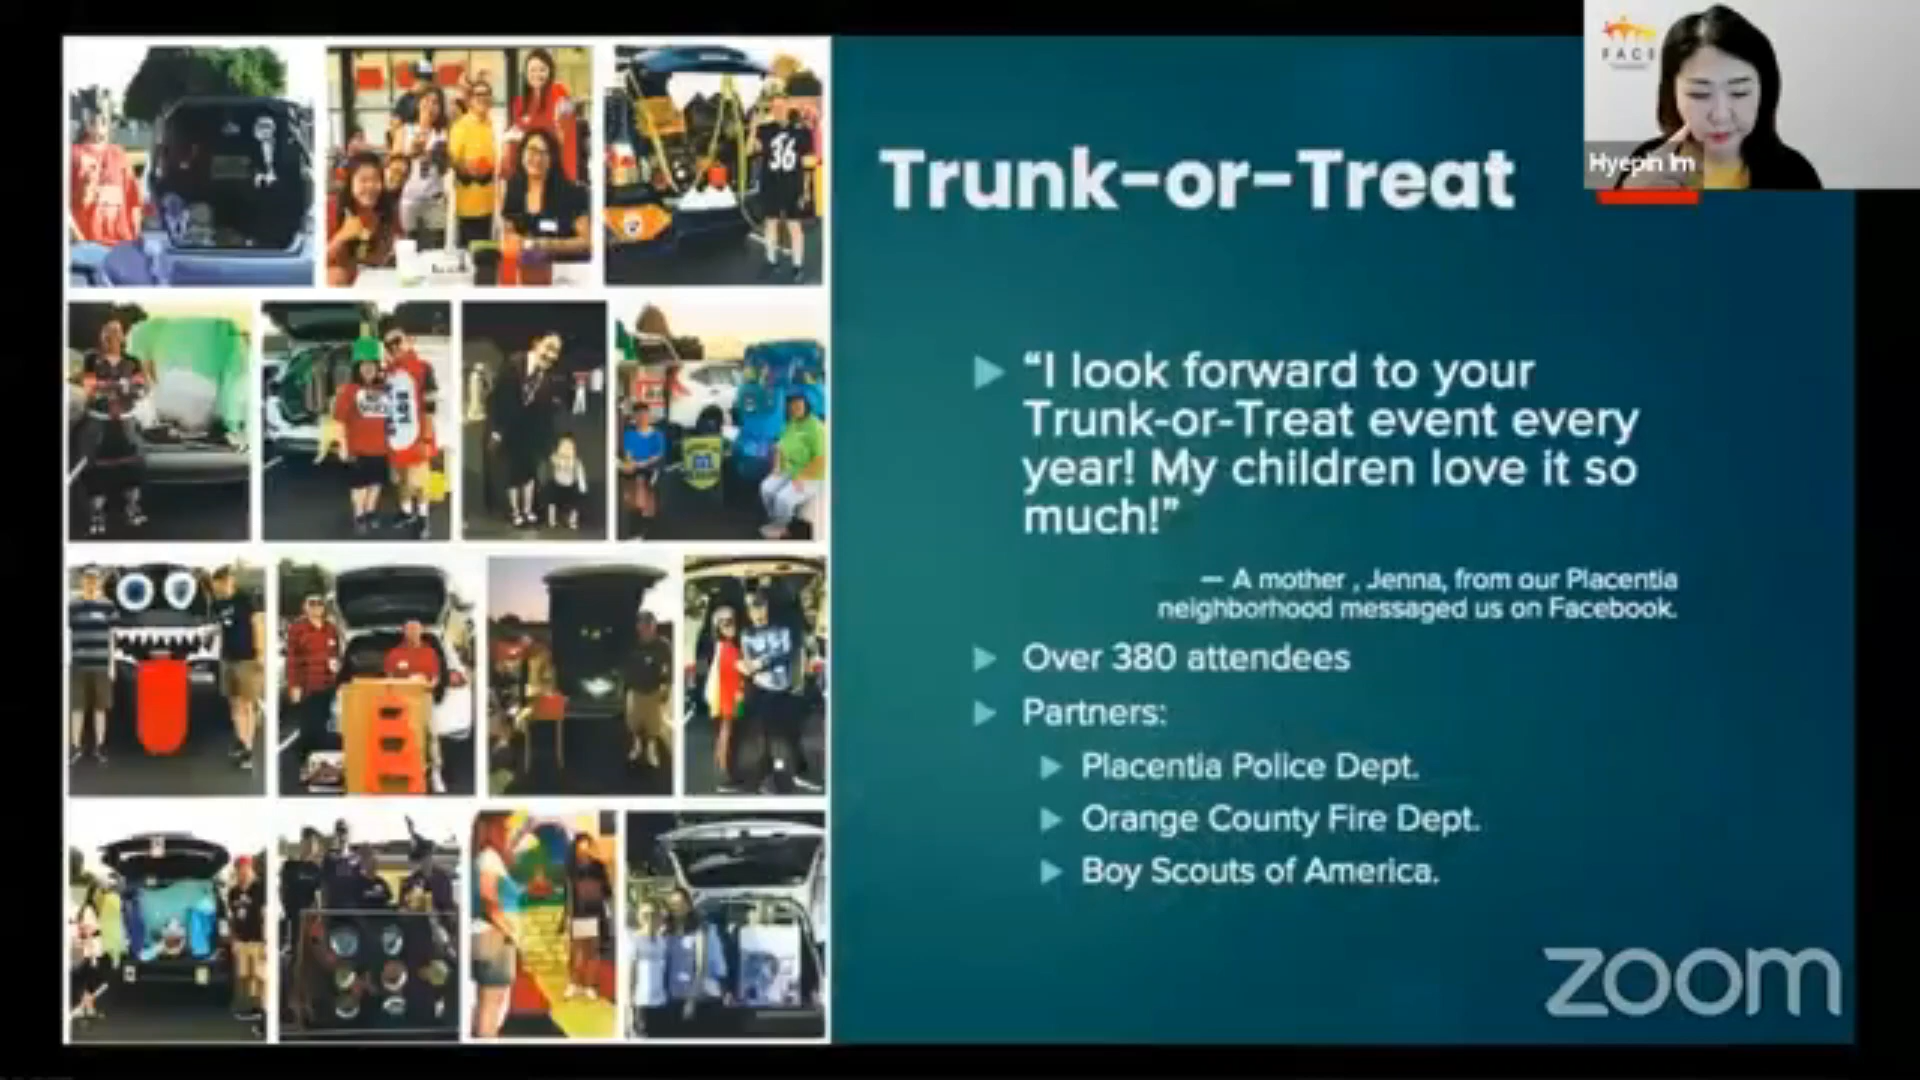 FACE
Hyepin Im
Trunk-or-Treat
36
“I look forward to your
Trunk-or-Treat event every
year! My children love it so
much!”
— A mother , Jenna, from our Placentia
neighborhood messaged us on Facebook.
Over 380 attendees
Partners:
Placentia Police Dept.
Orange County Fire Dept.
Boy Scouts of America.
zoom